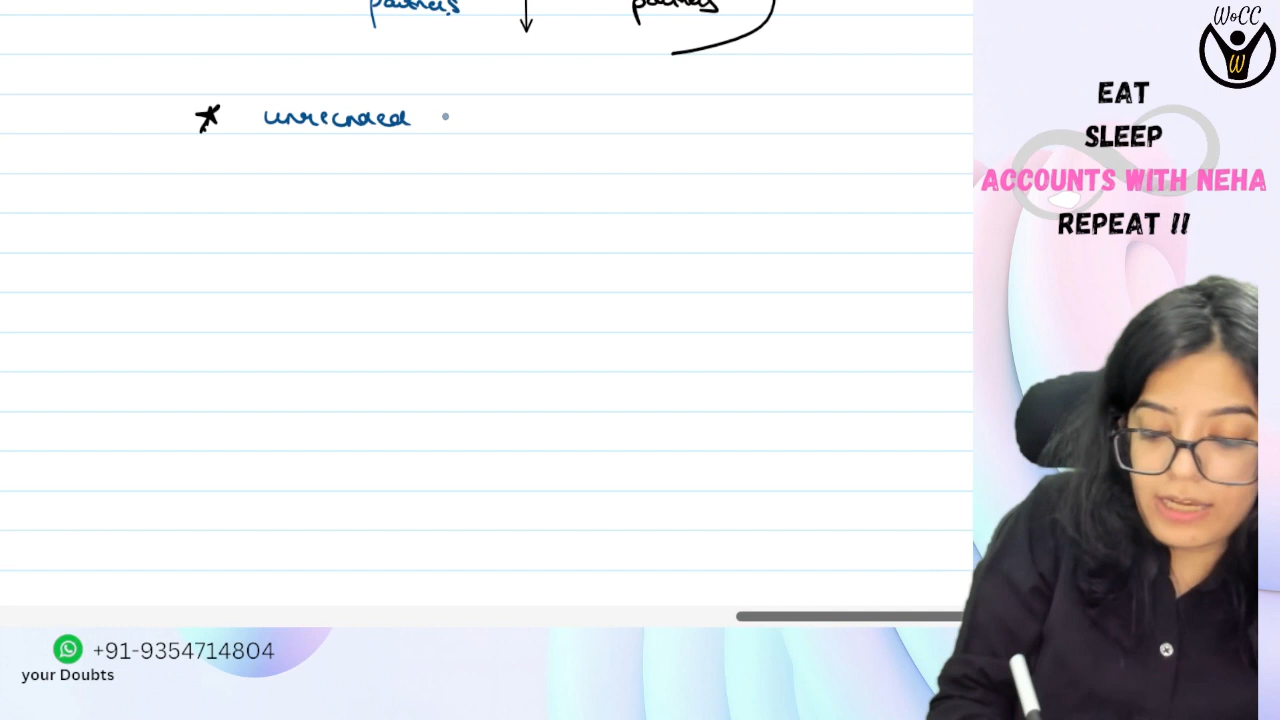 partners partners
WoCC
W
EAT
SLEEP
ACCOUNTS WITH NEHA
REPEAT !!
* unrecorded
+91-9354714804
your Doubts